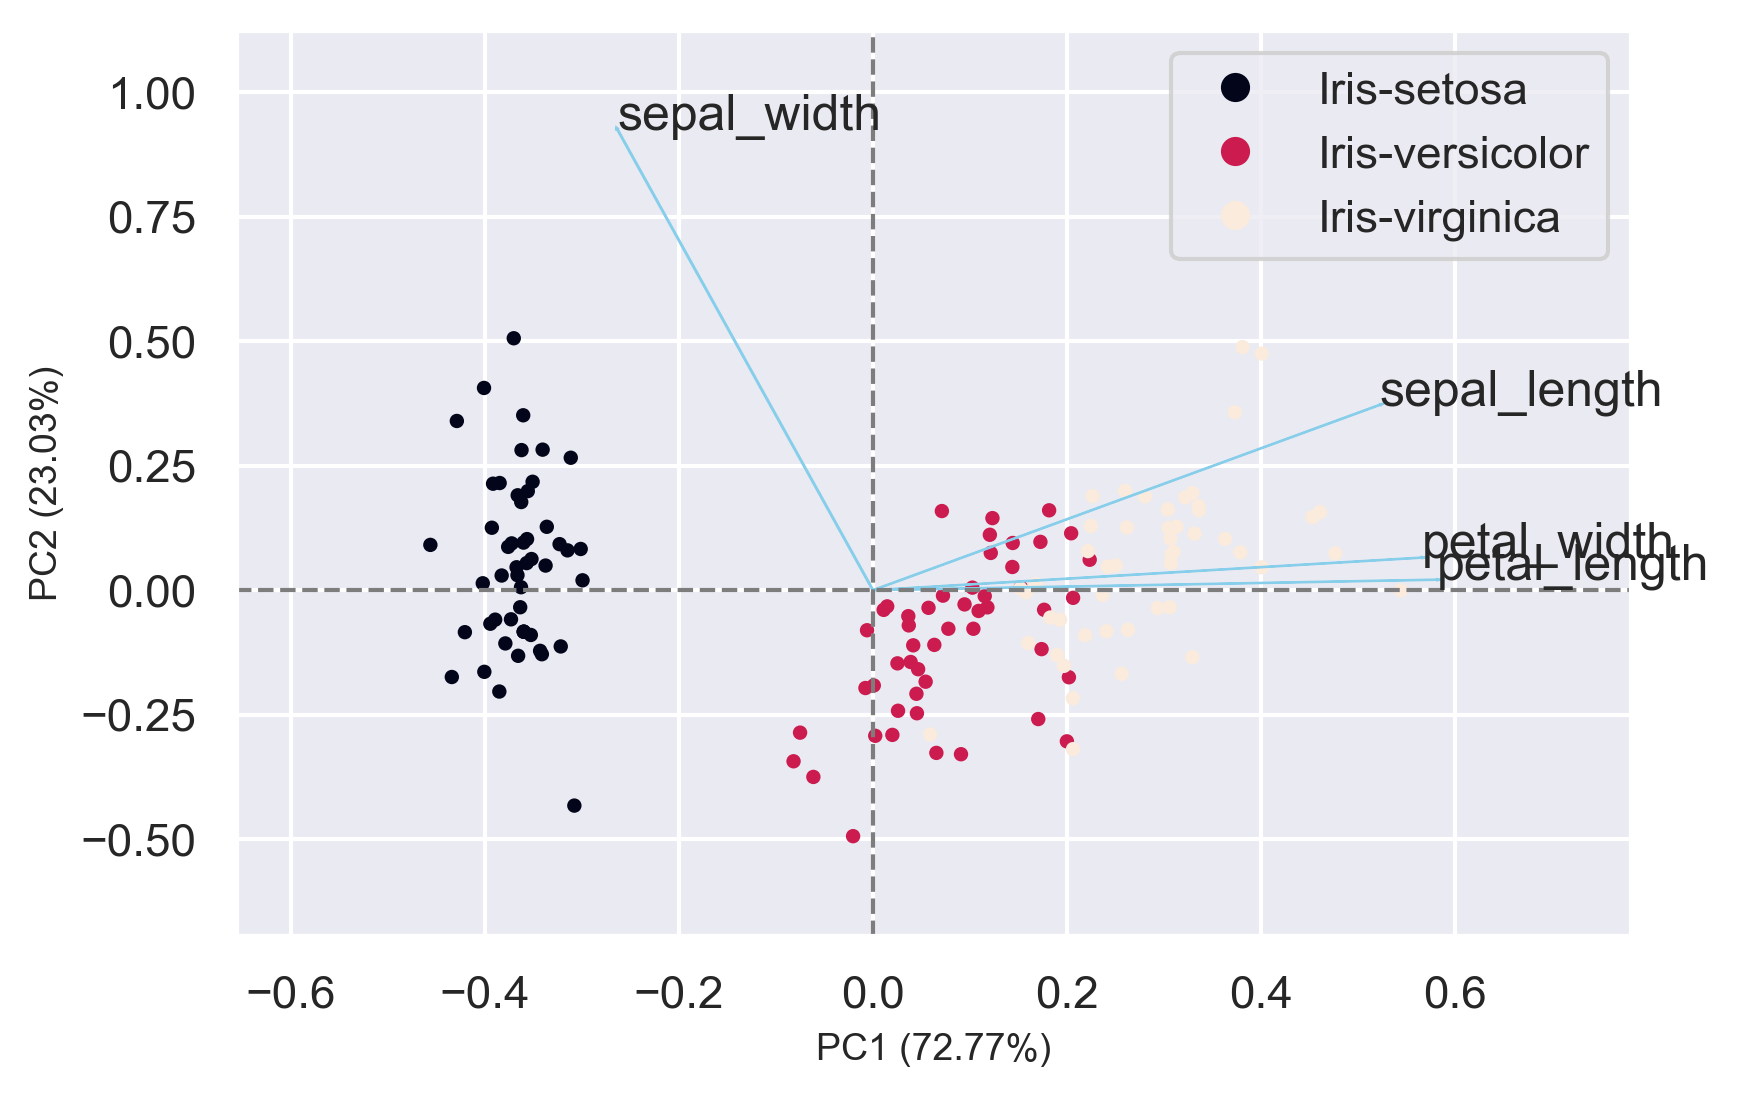 1.00
0.75
0.50
0.25
0.00
−0.25
−0.50
PC2 (23.03%)
sepal_width
Iris-setosa
Iris-versicolor
Iris-virginica
sepal_length
petal_width
petal_length
−0.6 −0.4 −0.2 0.0 0.2 0.4 0.6
PC1 (72.77%)